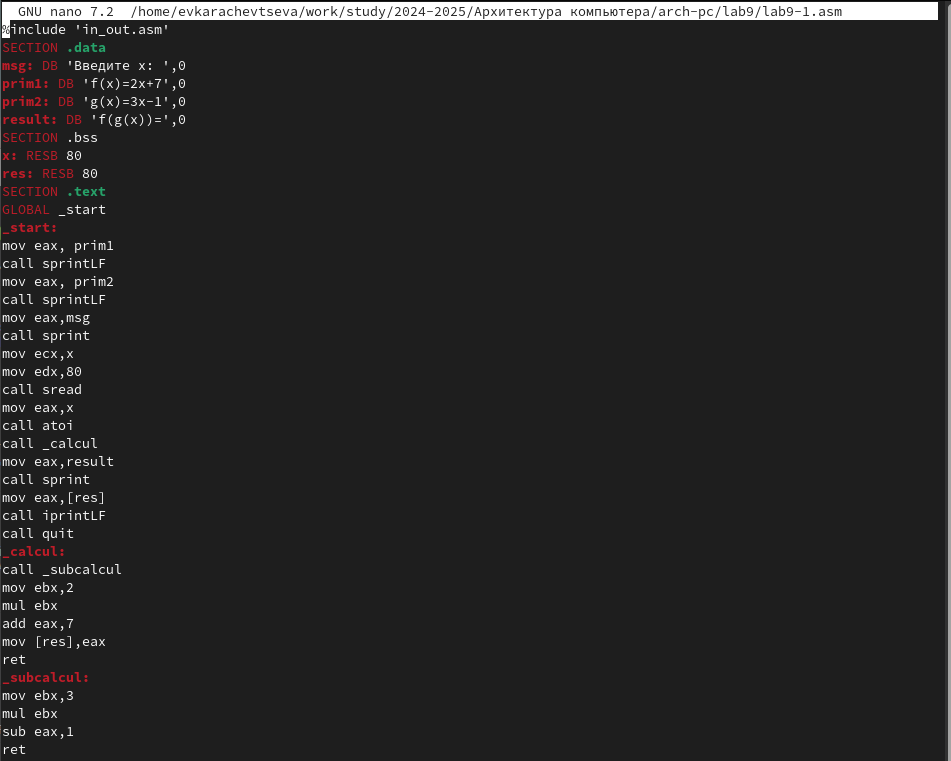 GNU nano 7.2 /home/evkarachevtseva/work/study/2024-2025/Архитектура компьютера/arch-pc/lab9/lab9-1.asm
%include 'in_out.asm'
SECTION .data
msg: DB 'Введите x: ',0
prim1: DB 'f(x)=2x+7',0
prim2: DB 'g(x)=3x-1',0
result: DB 'f(g(x))=',0
SECTION .bss
x: RESB 80
res: RESB 80
SECTION .text
GLOBAL _start
_start:
mov eax, prim1
call sprintLF
mov eax, prim2
call sprintLF
mov eax,msg
call sprint
mov ecx,x
mov edx,80
call sread
mov eax,x
call atoi
call _calcul
mov eax,result
call sprint
mov eax,[res]
call iprintLF
call quit
_calcul:
call _subcalcul
mov ebx,2
mul ebx
add eax,7
mov [res],eax
ret
_subcalcul:
mov ebx,3
mul ebx
sub eax,1
ret